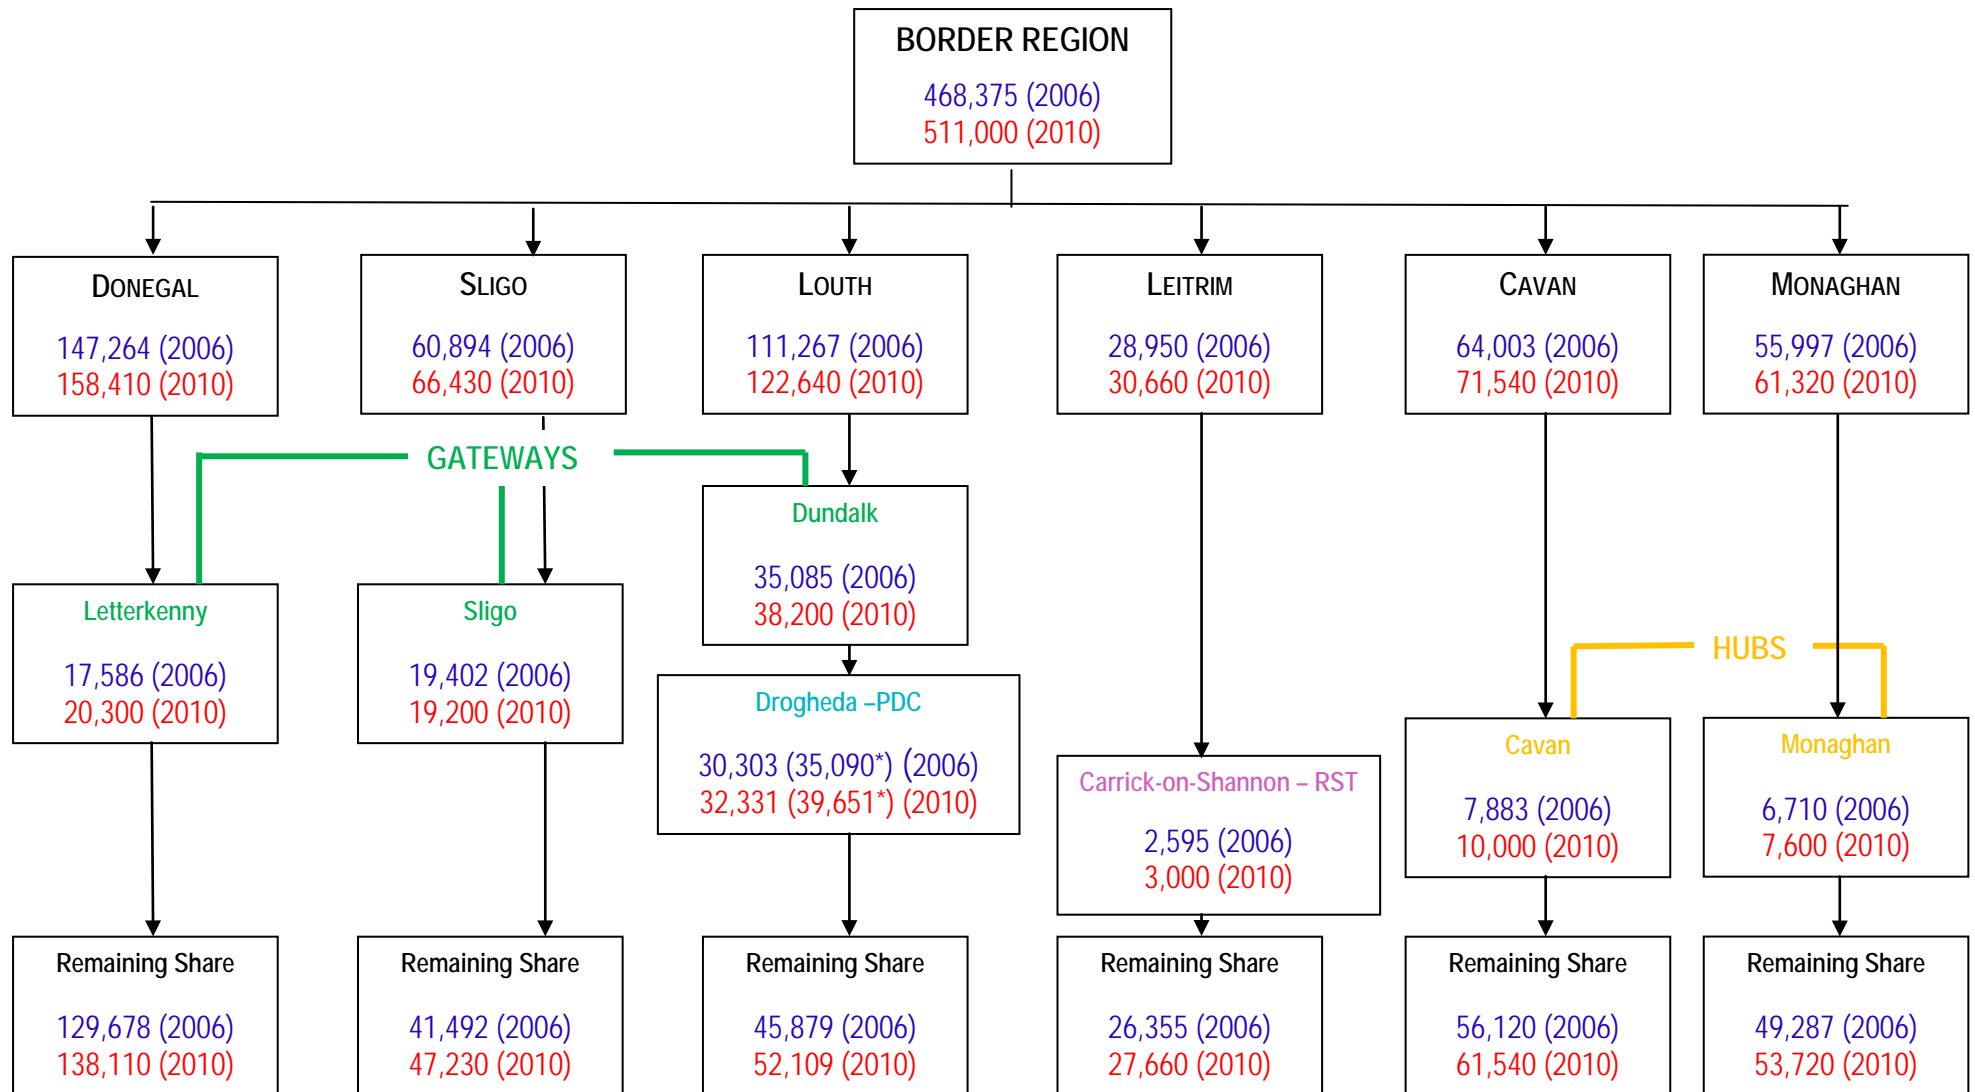 BORDER REGION
468,375 (2006)
511,000 (2010)
DONEGAL
147,264 (2006)
158,410 (2010)
SLIGO
60,894 (2006)
66,430 (2010)
LOUTH
111,267 (2006)
122,640 (2010)
LEITRIM
28,950 (2006)
30,660 (2010)
CAVAN
64,003 (2006)
71,540 (2010)
MONAGHAN
55,997 (2006)
61,320 (2010)
GATEWAYS
Dundalk
35,085 (2006)
38,200 (2010)
Letterkenny
17,586 (2006)
20,300 (2010)
Sligo
19,402 (2006)
19,200 (2010)
HUBS
Drogheda –PDC
30,303 (35,090*) (2006)
32,331 (39,651*) (2010)
Carrick-on-Shannon – RST
2,595 (2006)
3,000 (2010)
Cavan
7,883 (2006)
10,000 (2010)
Monaghan
6,710 (2006)
7,600 (2010)
Remaining Share
129,678 (2006)
138,110 (2010)
Remaining Share
41,492 (2006)
47,230 (2010)
Remaining Share
45,879 (2006)
52,109 (2010)
Remaining Share
26,355 (2006)
27,660 (2010)
Remaining Share
56,120 (2006)
61,540 (2010)
Remaining Share
49,287 (2006)
53,720 (2010)